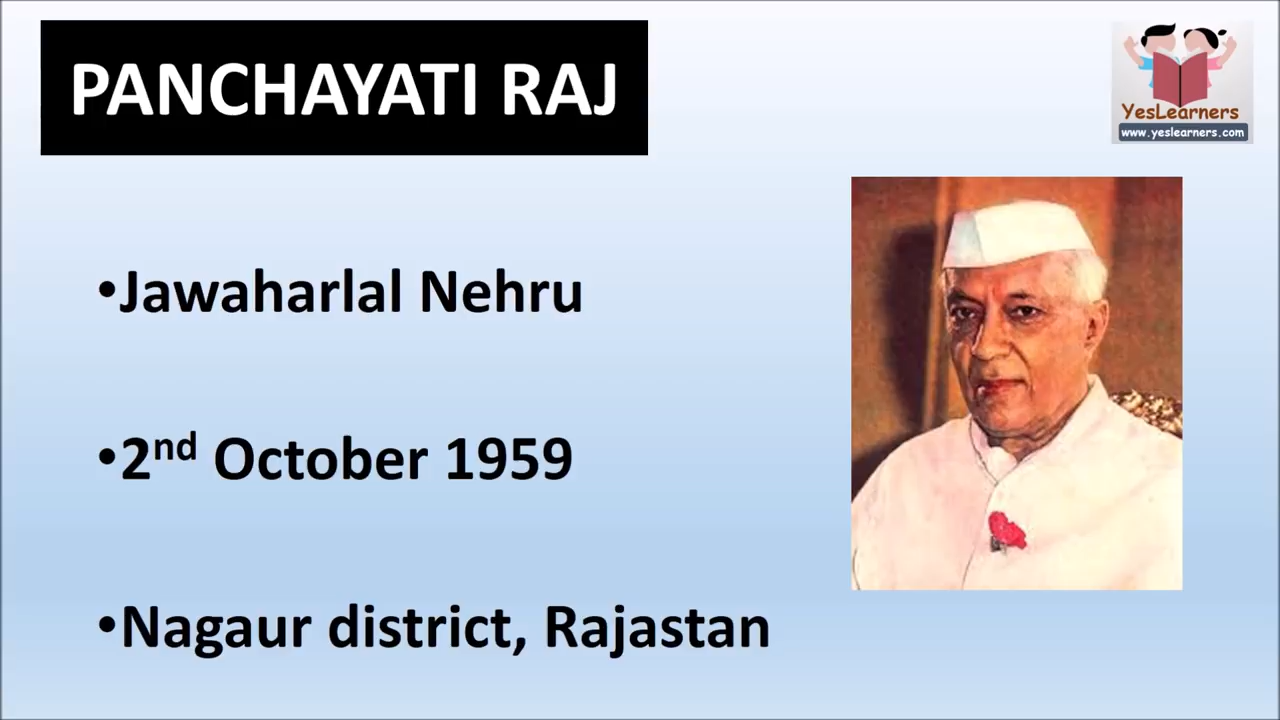 PANCHAYATI RAJ
YesLearners
www.yeslearners.com
•Jawaharlal Nehru
•2nd October 1959
•Nagaur district, Rajastan